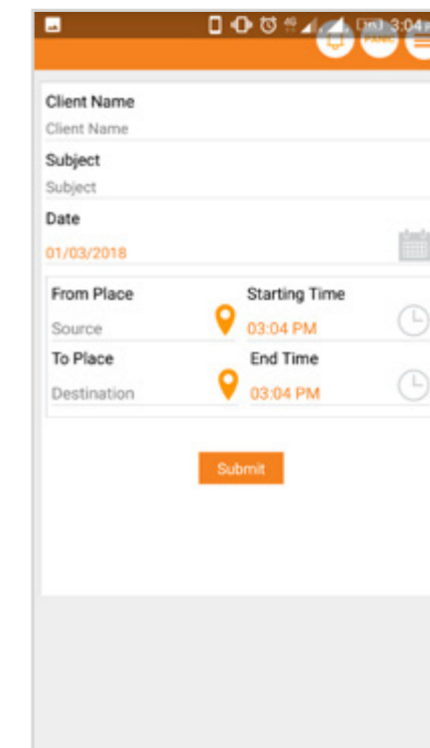 3:04
PANIC
Client Name
Client Name
Subject
Subject
Date
01/03/2018
From Place Starting Time
Source 03:04 PM
To Place End Time
Destination 03:04 PM
Submit